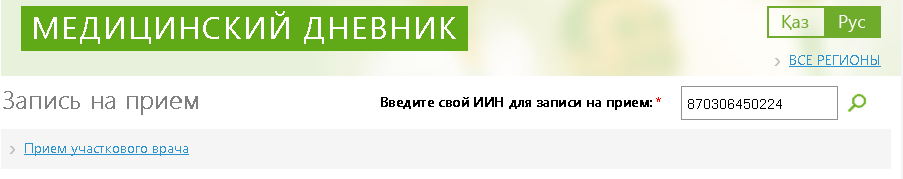 МЕДИЦИНСКИЙ ДНЕВНИК
Қаз Рус
ВСЕ РЕГИОНЫ
Запись на прием
Введите свой ИИН для записи на прием: * 870306450224
Прием участкового врача